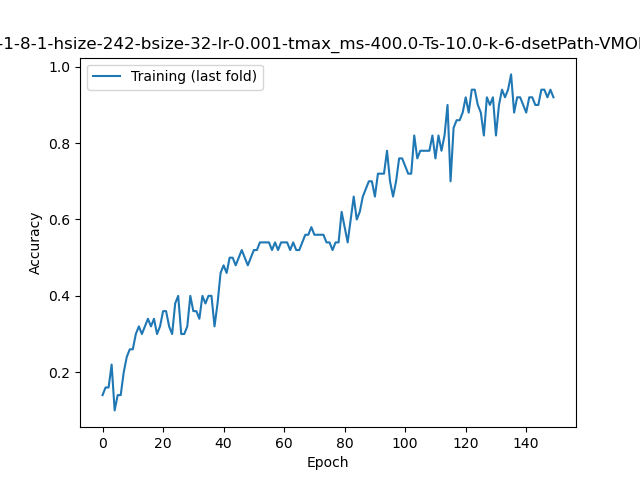 -1-8-1-hsize-242-bsize-32-lr-0.001-tmax_ms-400.0-Ts-10.0-k-6-dsetPath-VMO
Training (last fold)
1.0
0.8
0.6
0.4
0.2
Accuracy
0 20 40 60 80 100 120 140
Epoch